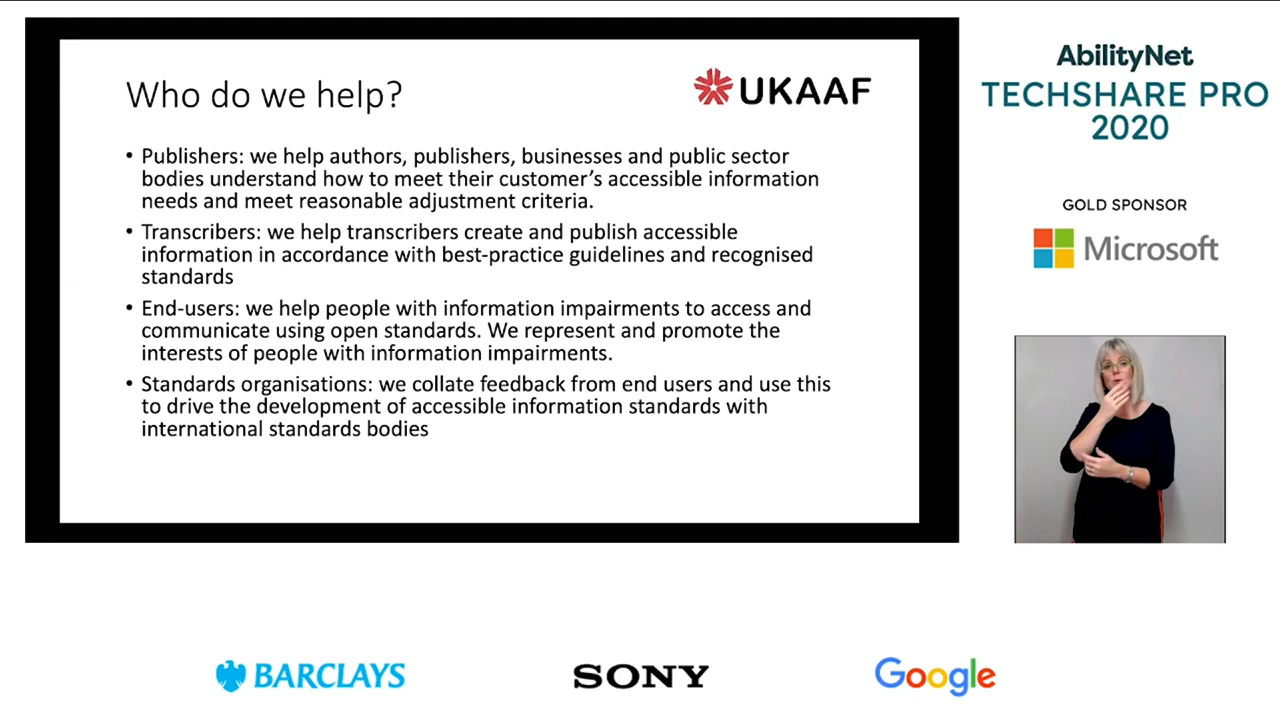 Who do we help?
UKAAF
• Publishers: we help authors, publishers, businesses and public sector
bodies understand how to meet their customer's accessible information
needs and meet reasonable adjustment criteria.
• Transcribers: we help transcribers create and publish accessible
information in accordance with best-practice guidelines and recognised
standards
• End-users: we help people with information impairments to access and
communicate using open standards. We represent and promote the
interests of people with information impairments.
• Standards organisations: we collate feedback from end users and use this
to drive the development of accessible information standards with
international standards bodies
AbilityNet
TECHSHARE PRO
2020
GOLD SPONSOR
Microsoft
BARCLAYS
SONY
Google